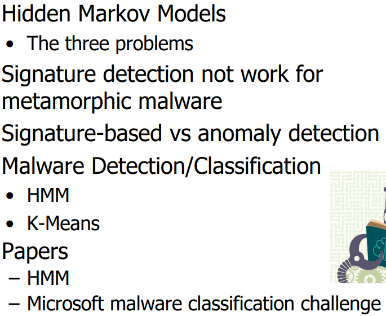 Hidden Markov Models
• The three problems
Signature detection not work for
metamorphic malware
Signature-based vs anomaly detection
Malware Detection/Classification
• HMM
• K-Means
Papers
– HMM
– Microsoft malware classification challenge